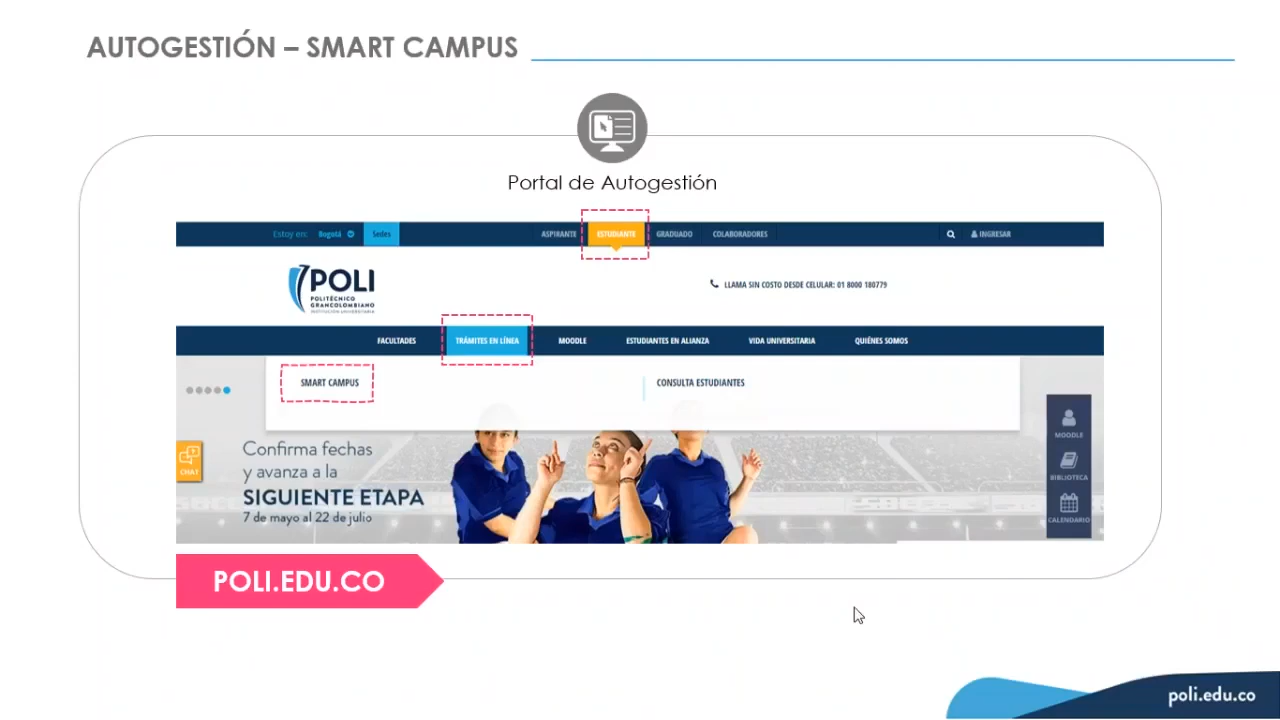 AUTOGESTIÓN – SMART CAMPUS
Portal de Autogestión
Estoy en: Bogotá Sedes ASPIRANTE ESTUDIANTE GRADUADO COLABORADORES INGRESAR
POLI
POLITÉCNICO
GRANCOLOMBIANO
INSTITUCIÓN UNIVERSITARIA
LLAMA SIN COSTO DESDE CELULAR: 01 8000 180779
FACULTADES TRÁMITES EN LÍNEA MOODLE ESTUDIANTES EN ALIANZA VIDA UNIVERSITARIA QUIÉNES SOMOS
SMART CAMPUS CONSULTA ESTUDIANTES
Confirma fechas
y avanza a la
SIGUIENTE ETAPA
7 de mayo al 22 de julio
CHAT
MOODLE
BIBLIOTECA
CALENDARIO
POLI.EDU.CO
poli.edu.co